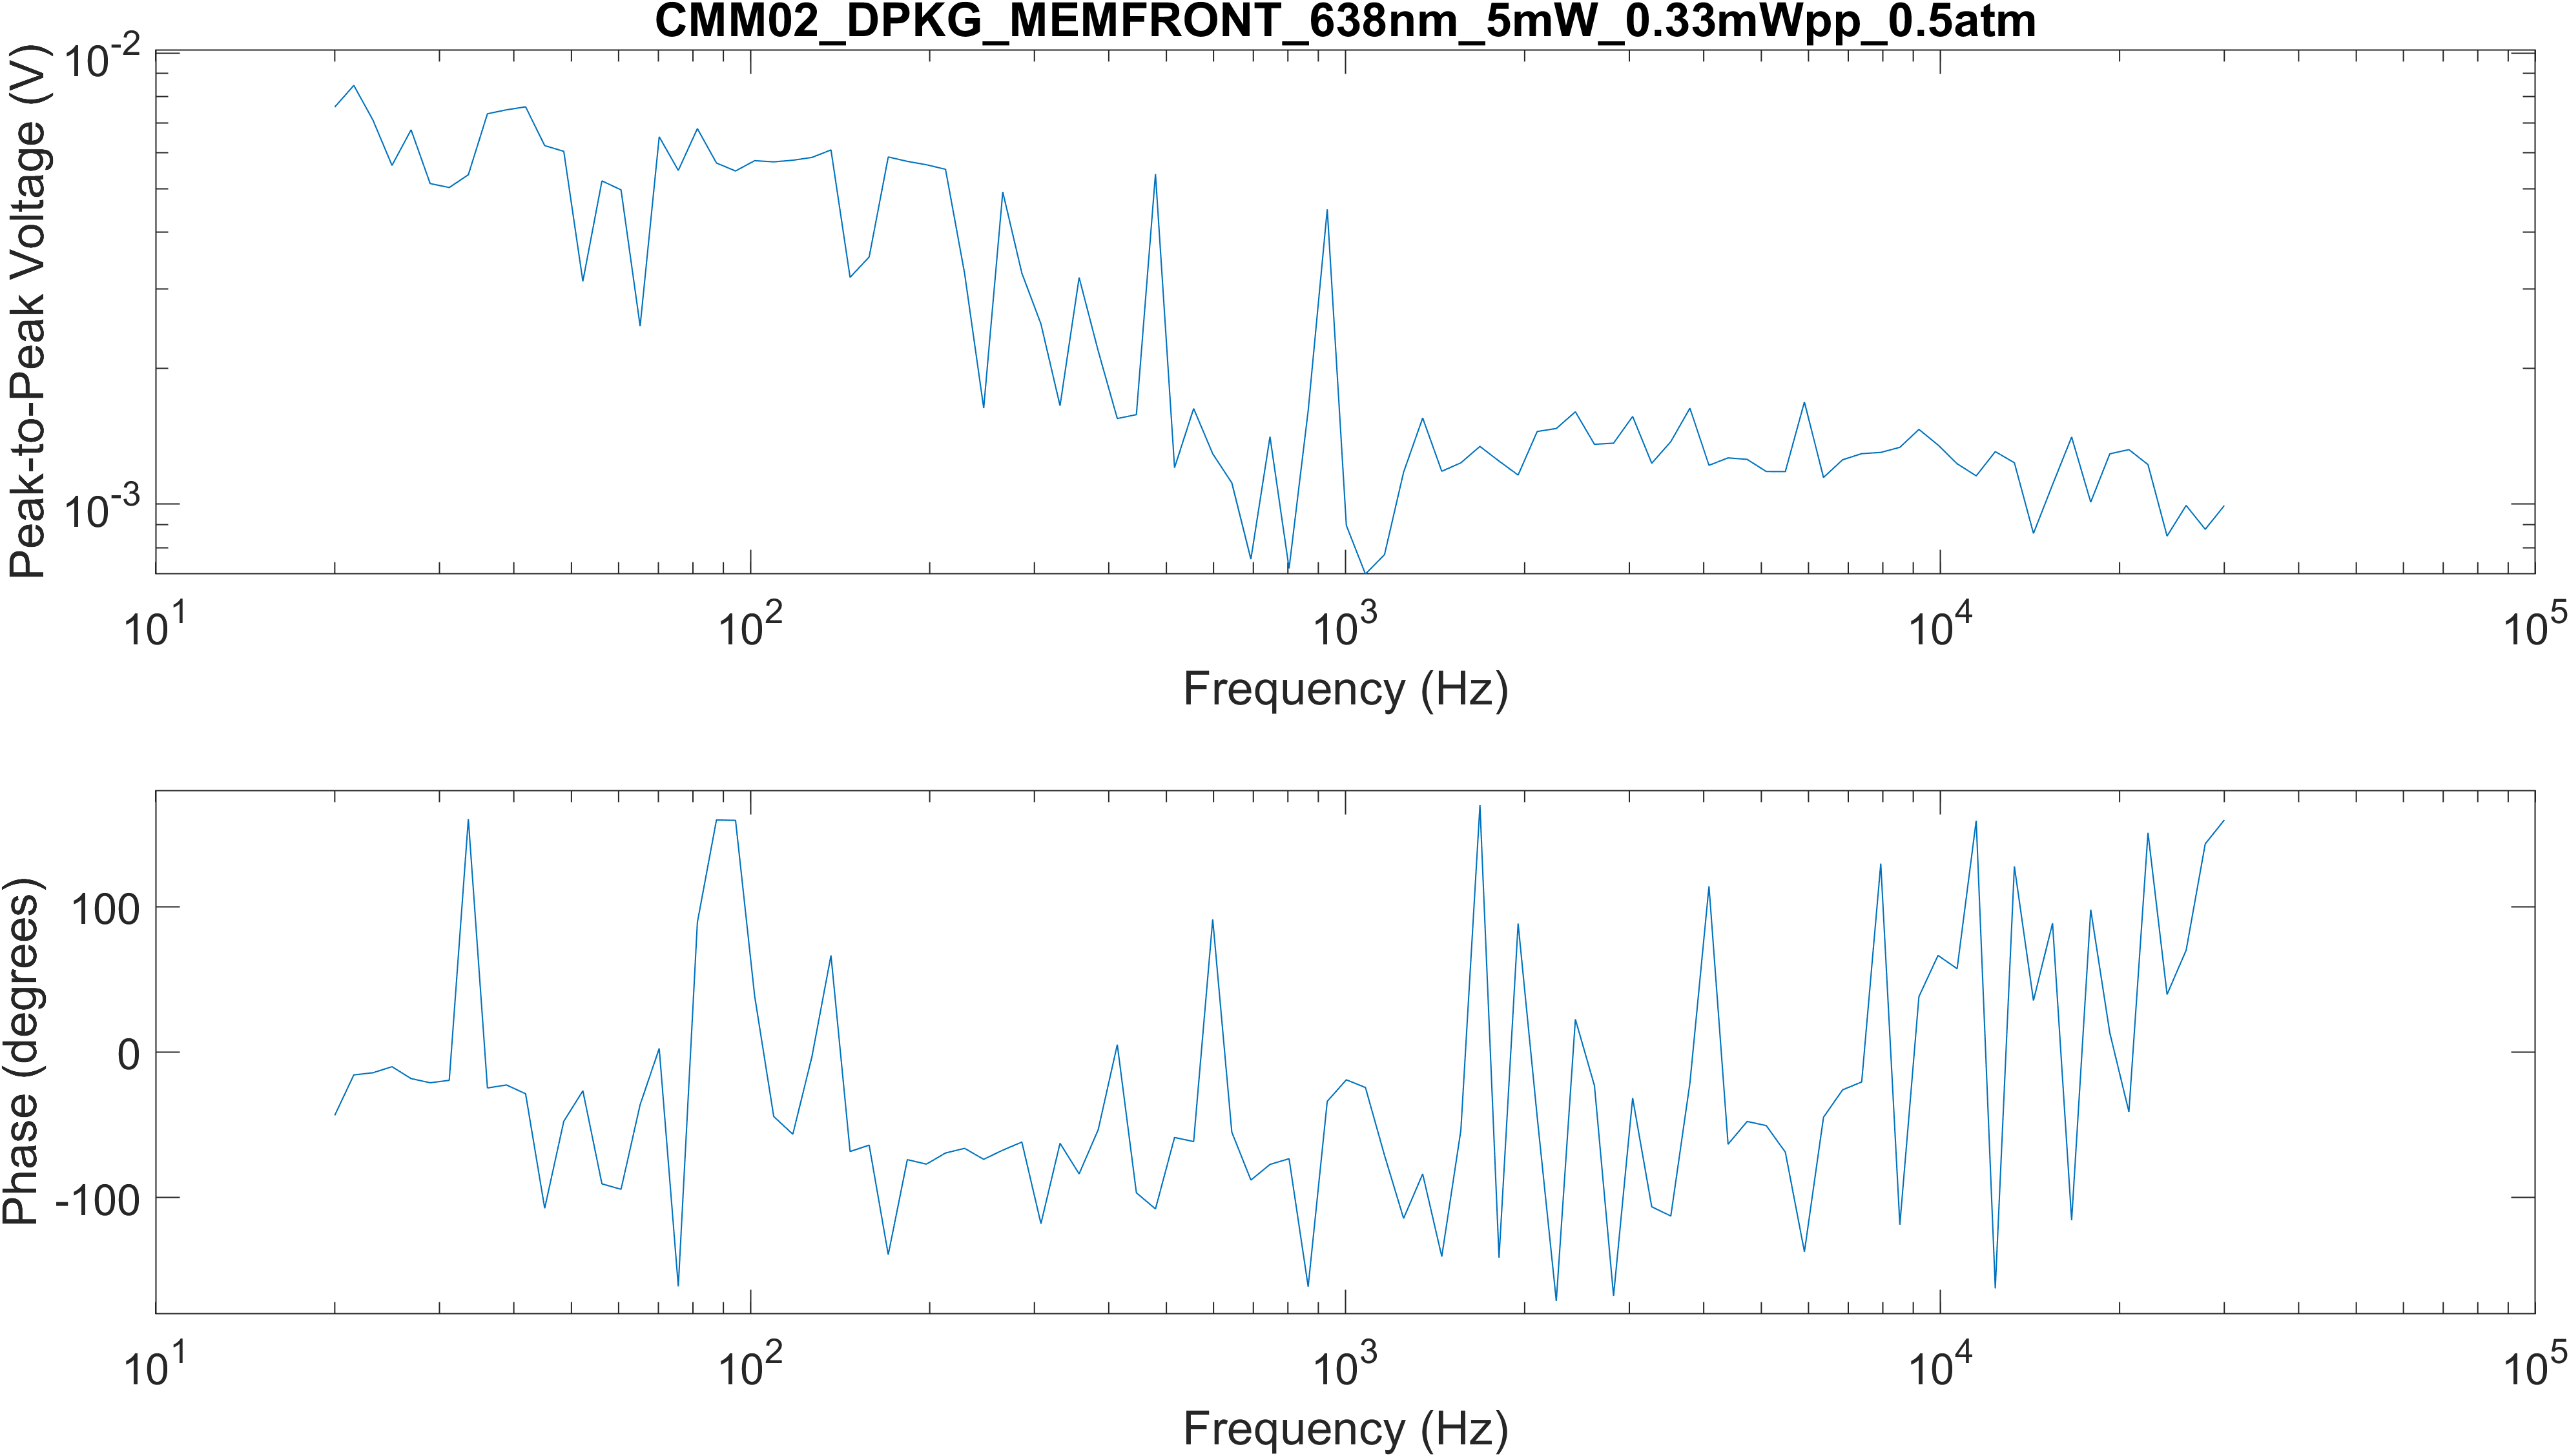 CMM02_DPKG_MEMFRONT_638nm_5mW_0.33mWpp_0.5atm
Peak-to-Peak Voltage (V)
10-2
10-3
101 102 103 104 105
Frequency (Hz)
Phase (degrees)
100
0
-100
101 102 103 104 105
Frequency (Hz)